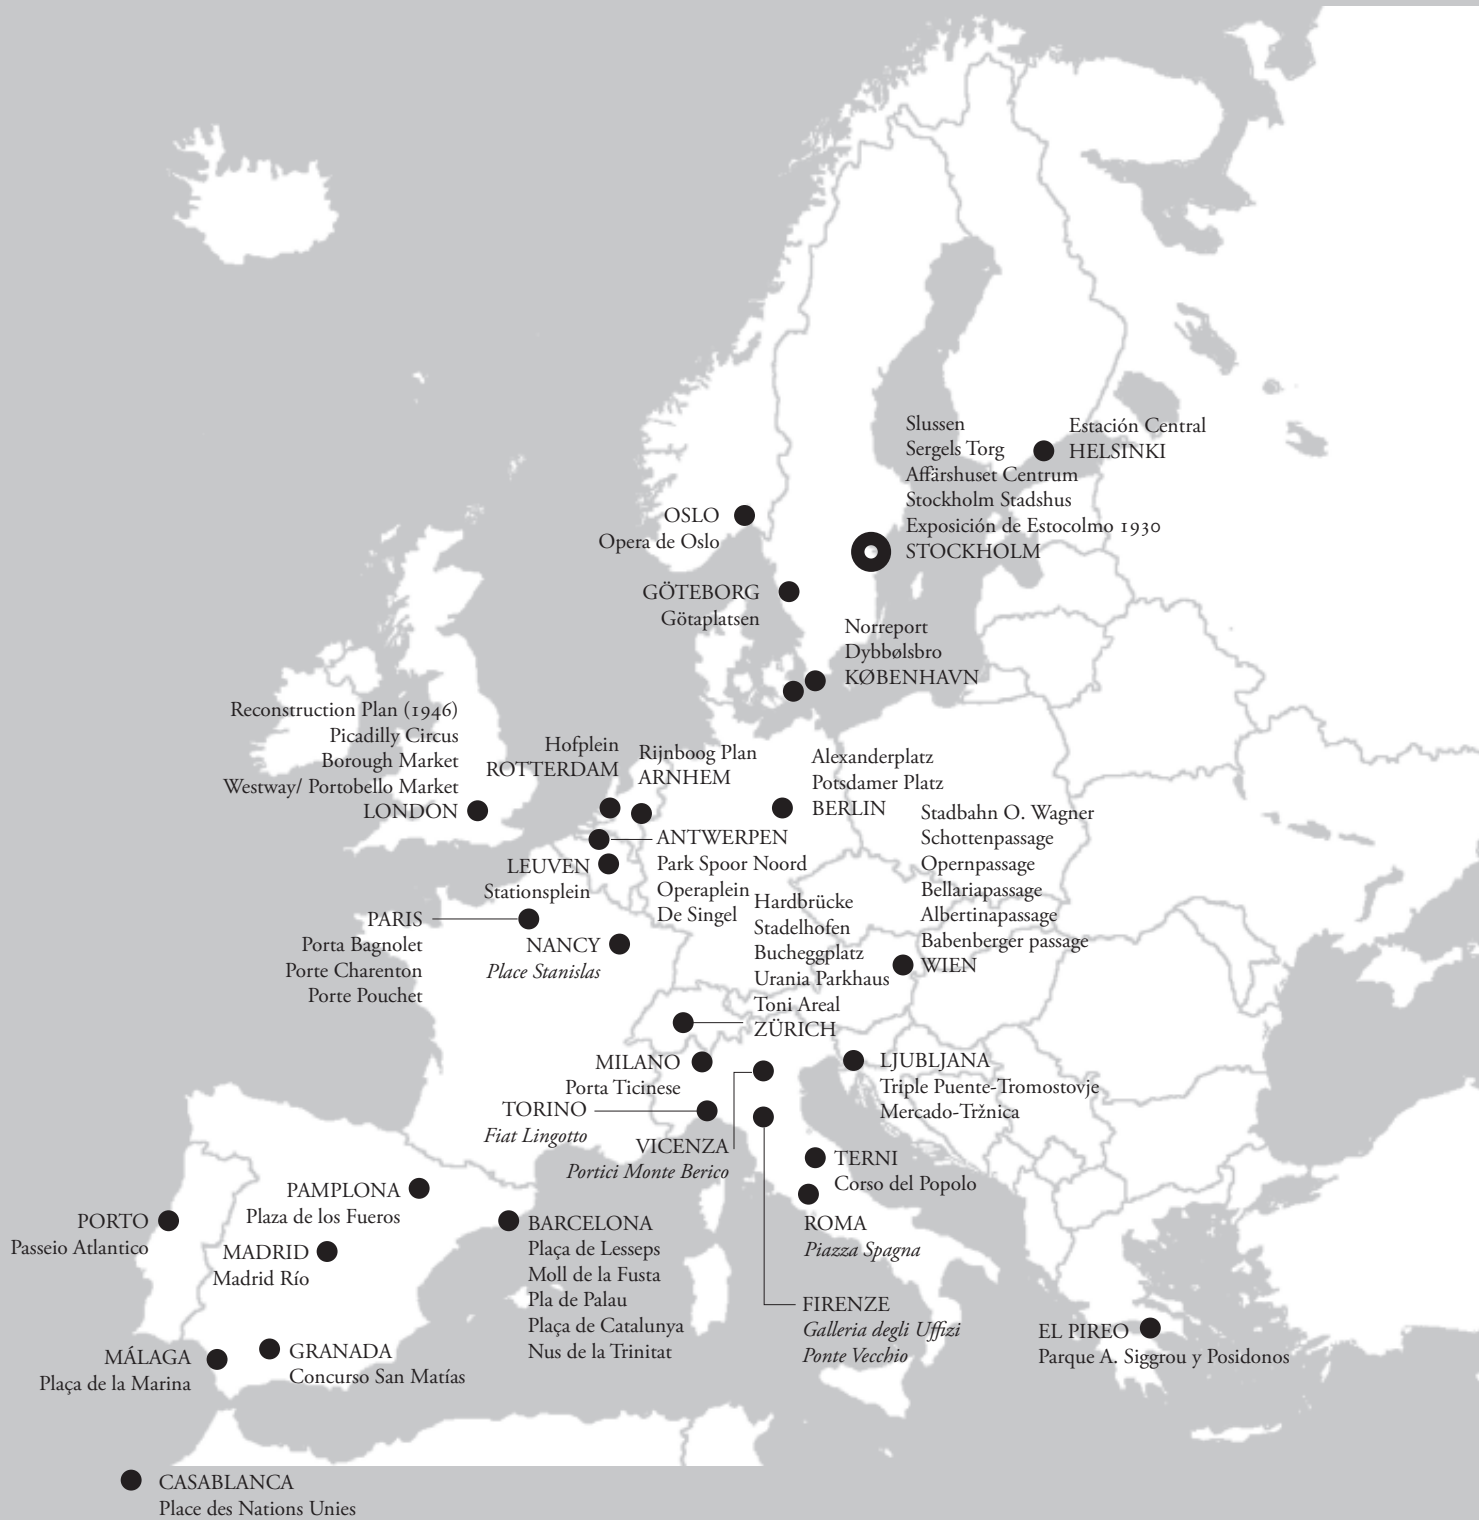 Slussen
Sergels Torg
Affärshuset Centrum
Stockholm Stadshus
Exposición de Estocolmo 1930
STOCKHOLM
Estación Central
HELSINKI
OSLO
Opera de Oslo
GÖTEBORG
Götaplatsen
Norreport
Dybbølsbro
KØBENHAVN
Reconstruction Plan (1946)
Picadilly Circus
Borough Market
Westway/ Portobello Market
LONDON
Hofplein
ROTTERDAM
Rijnboog Plan
ARNHEM
Alexanderplatz
Potsdamer Platz
BERLIN
ANTWERPEN
Park Spoor Noord
Operaplein
De Singel
LEUVEN
Stationsplein
Stadbahn O. Wagner
Schottenpassage
Opernpassage
Bellariapassage
Albertinapassage
Babenberger passage
WIEN
PARIS
Porta Bagnolet
Porte Charenton
Porte Pouchet
NANCY
Place Stanislas
Hardbrücke
Stadelhofen
Bucheggplatz
Urania Parkhaus
Toni Areal
ZÜRICH
MILANO
Porta Ticinese
TORINO
Fiat Lingotto
VICENZA
Portici Monte Berico
LJUBLJANA
Triple Puente-Tromostovje
Mercado-Tržnica
TERNI
Corso del Popolo
ROMA
Piazza Spagna
FIRENZE
Galleria degli Uffizi
Ponte Vecchio
PAMPLONA
Plaza de los Fueros
PORTO
Passeio Atlantico
MADRID
Madrid Río
BARCELONA
Plaça de Lesseps
Moll de la Fusta
Pla de Palau
Plaça de Catalunya
Nus de la Trinitat
MÁLAGA
Plaça de la Marina
GRANADA
Concurso San Matías
EL PIREO
Parque A. Siggrou y Posidonos
CASABLANCA
Place des Nations Unies